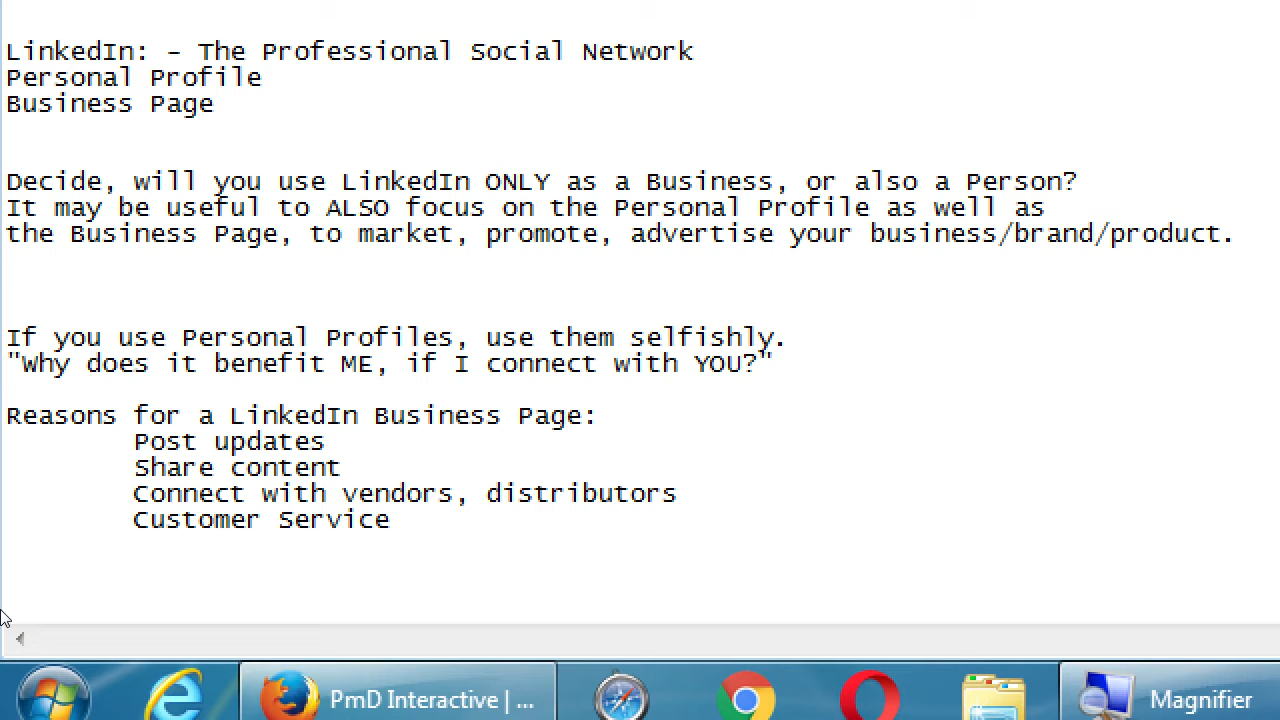 LinkedIn: - The Professional Social Network
Personal Profile
Business Page
Decide, will you use LinkedIn ONLY as a Business, or also a Person?
It may be useful to ALSO focus on the Personal Profile as well as
the Business Page, to market, promote, advertise your business/brand/product.
If you use Personal Profiles, use them selfishly.
"Why does it benefit ME, if I connect with YOU?"
Reasons for a LinkedIn Business Page:
Post updates
Share content
Connect with vendors, distributors
Customer Service
PmD Interactive | ...
Magnifier